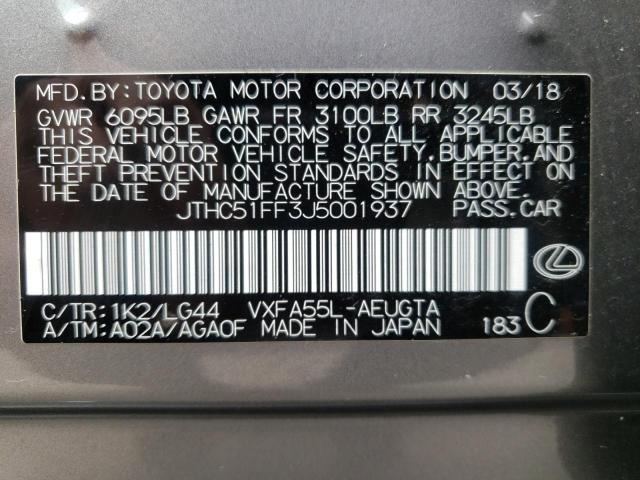 MFD.BY:TOYOTA MOTOR CORPORATION 03/18
GVWR 6095LB GAWR FR 3100LB RR 3245LB
THIS VEHICLE CONFORMS TO ALL APPLICABLE
FEDERAL MOTOR VEHICLE SAFETY,BUMPER,AND
THEFT PREVENTION STANDARDS IN EFFECT ON
THE DATE OF MANUFACTURE SHOWN ABOVE.
JTHC51FF3J5001937 PASS.CAR
C/TR:1K2/LG44 VXFA55L-AEUGTA
A/TM:A02A/AGA0F MADE IN JAPAN 183 C